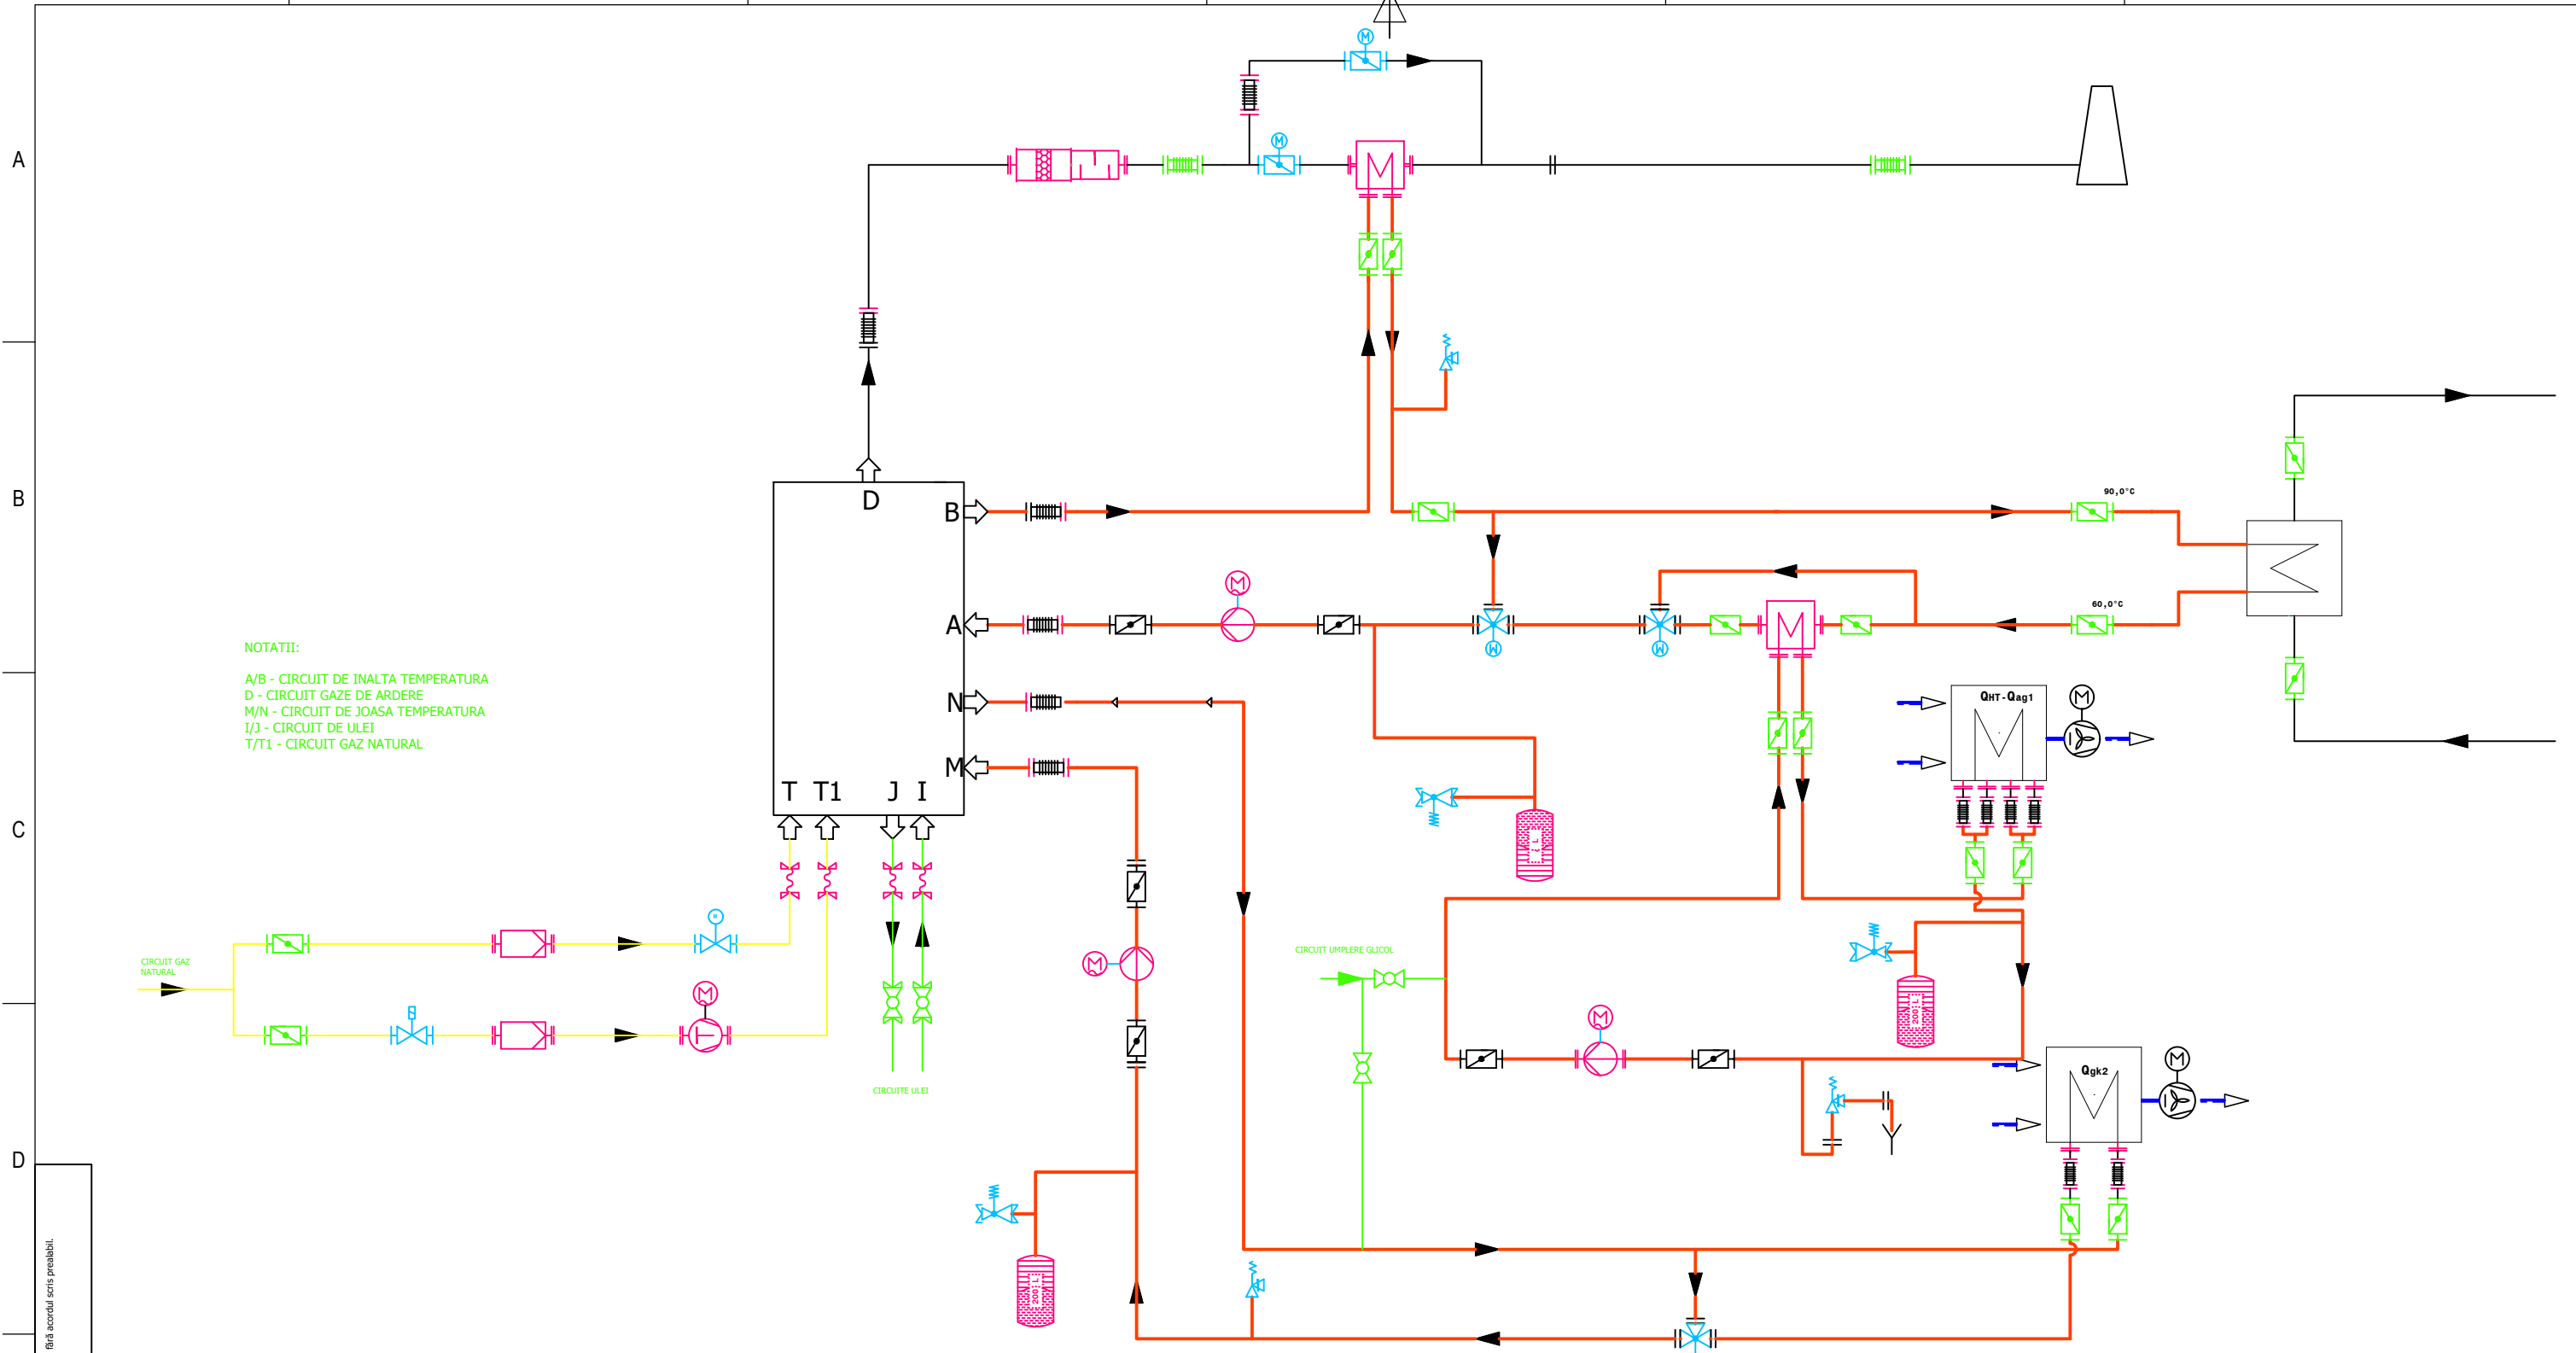 A
B
C
D
M
M
D
B
A
N
M
T T1 J I
90,0°C
60,0°C
M
NOTATII:
A/B - CIRCUIT DE INALTA TEMPERATURA
D - CIRCUIT GAZE DE ARDERE
M/N - CIRCUIT DE JOASA TEMPERATURA
I/J - CIRCUIT DE ULEI
T/T1 - CIRCUIT GAZ NATURAL
QHT-Qag1
M
CIRCUIT GAZ
NATURAL
M
M
CIRCUITE ULEI
CIRCUIT UMPLERE GLICOL
M
200 L
Qgk2
M
200 L
fără acordul scris prealabil.